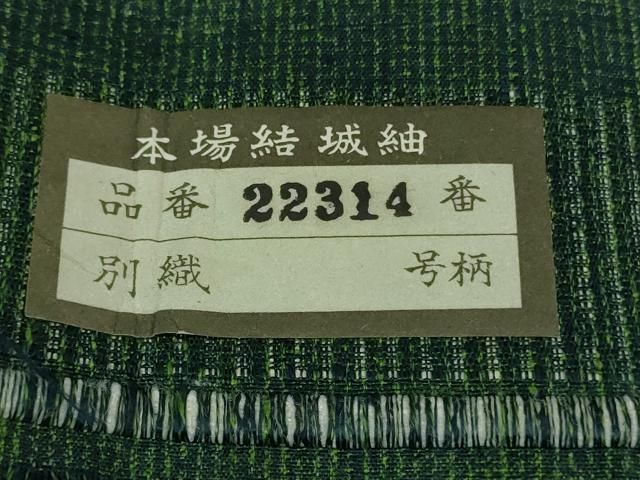 本場結城紬
品番 22314 番
別織 号柄